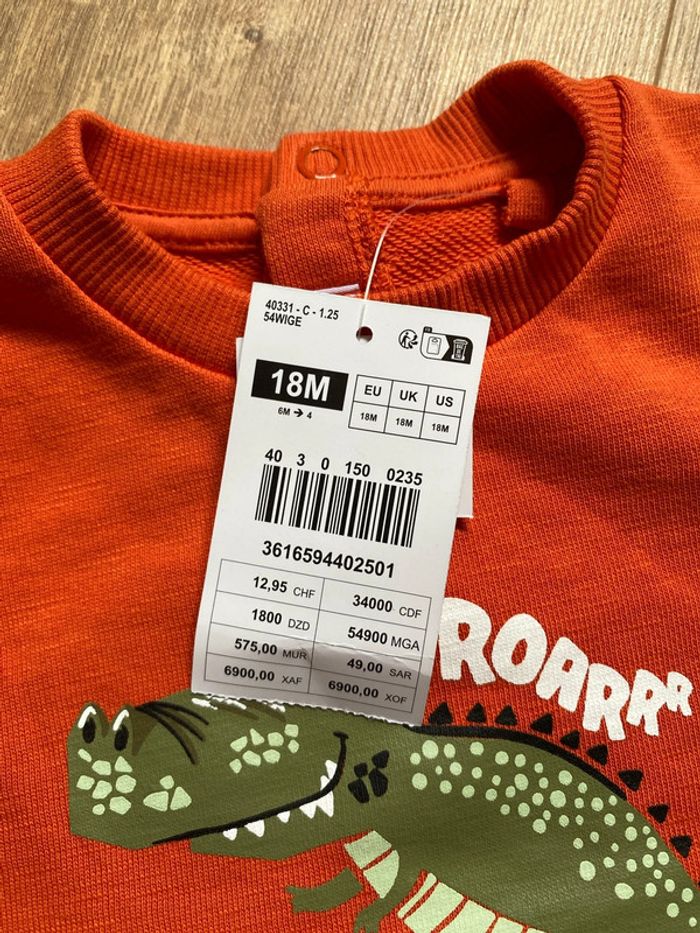 40331 - C - 1.25
54WIGE
18M
6M → 4
EU UK US
18M 18M 18M
40 3 0 150 0235
3616594402501
12,95 CHF 34000 CDF
1800 DZD 54900 MGA
575,00 MUR 49,00 SAR
6900,00 XAF 6900,00 XOF
ROARRR